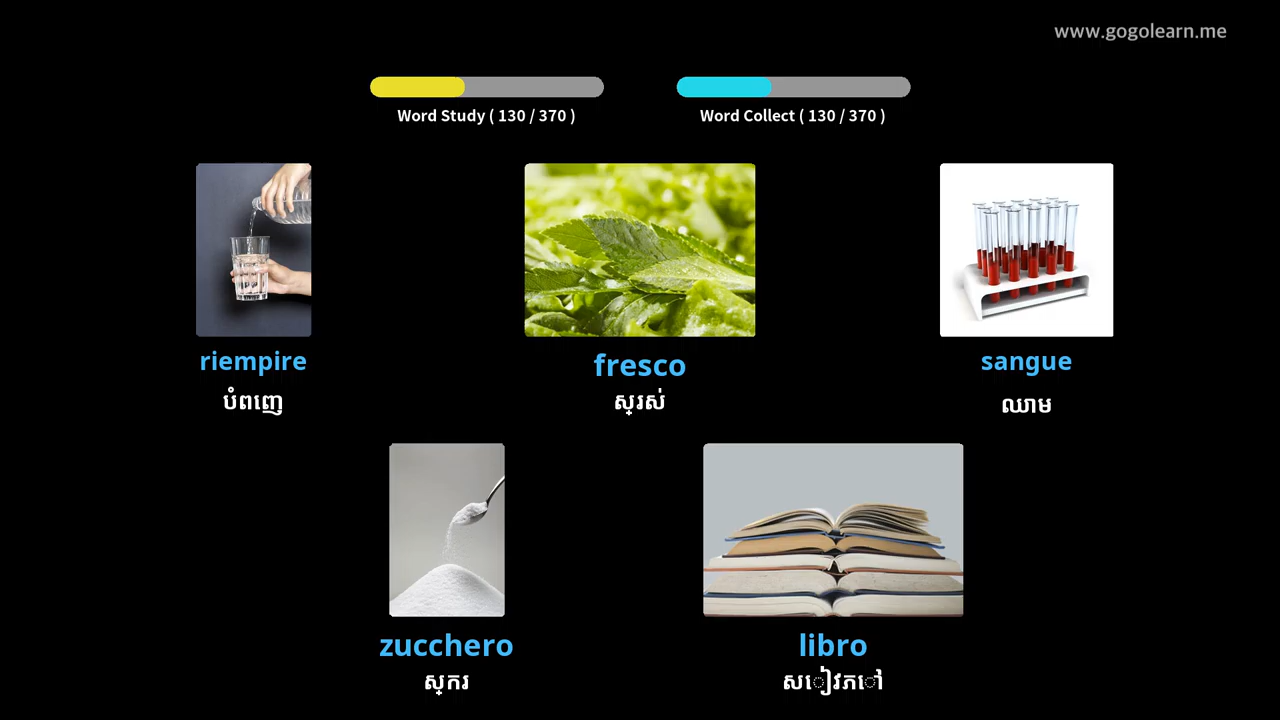 www.gogolearn.me
Word Study ( 130 / 370 )
Word Collect ( 130 / 370 )
riempire
បំពញេ
fresco
ស្រស់
sangue
ឈាម
zucchero
ស្ករ
libro
សៀវភៅ